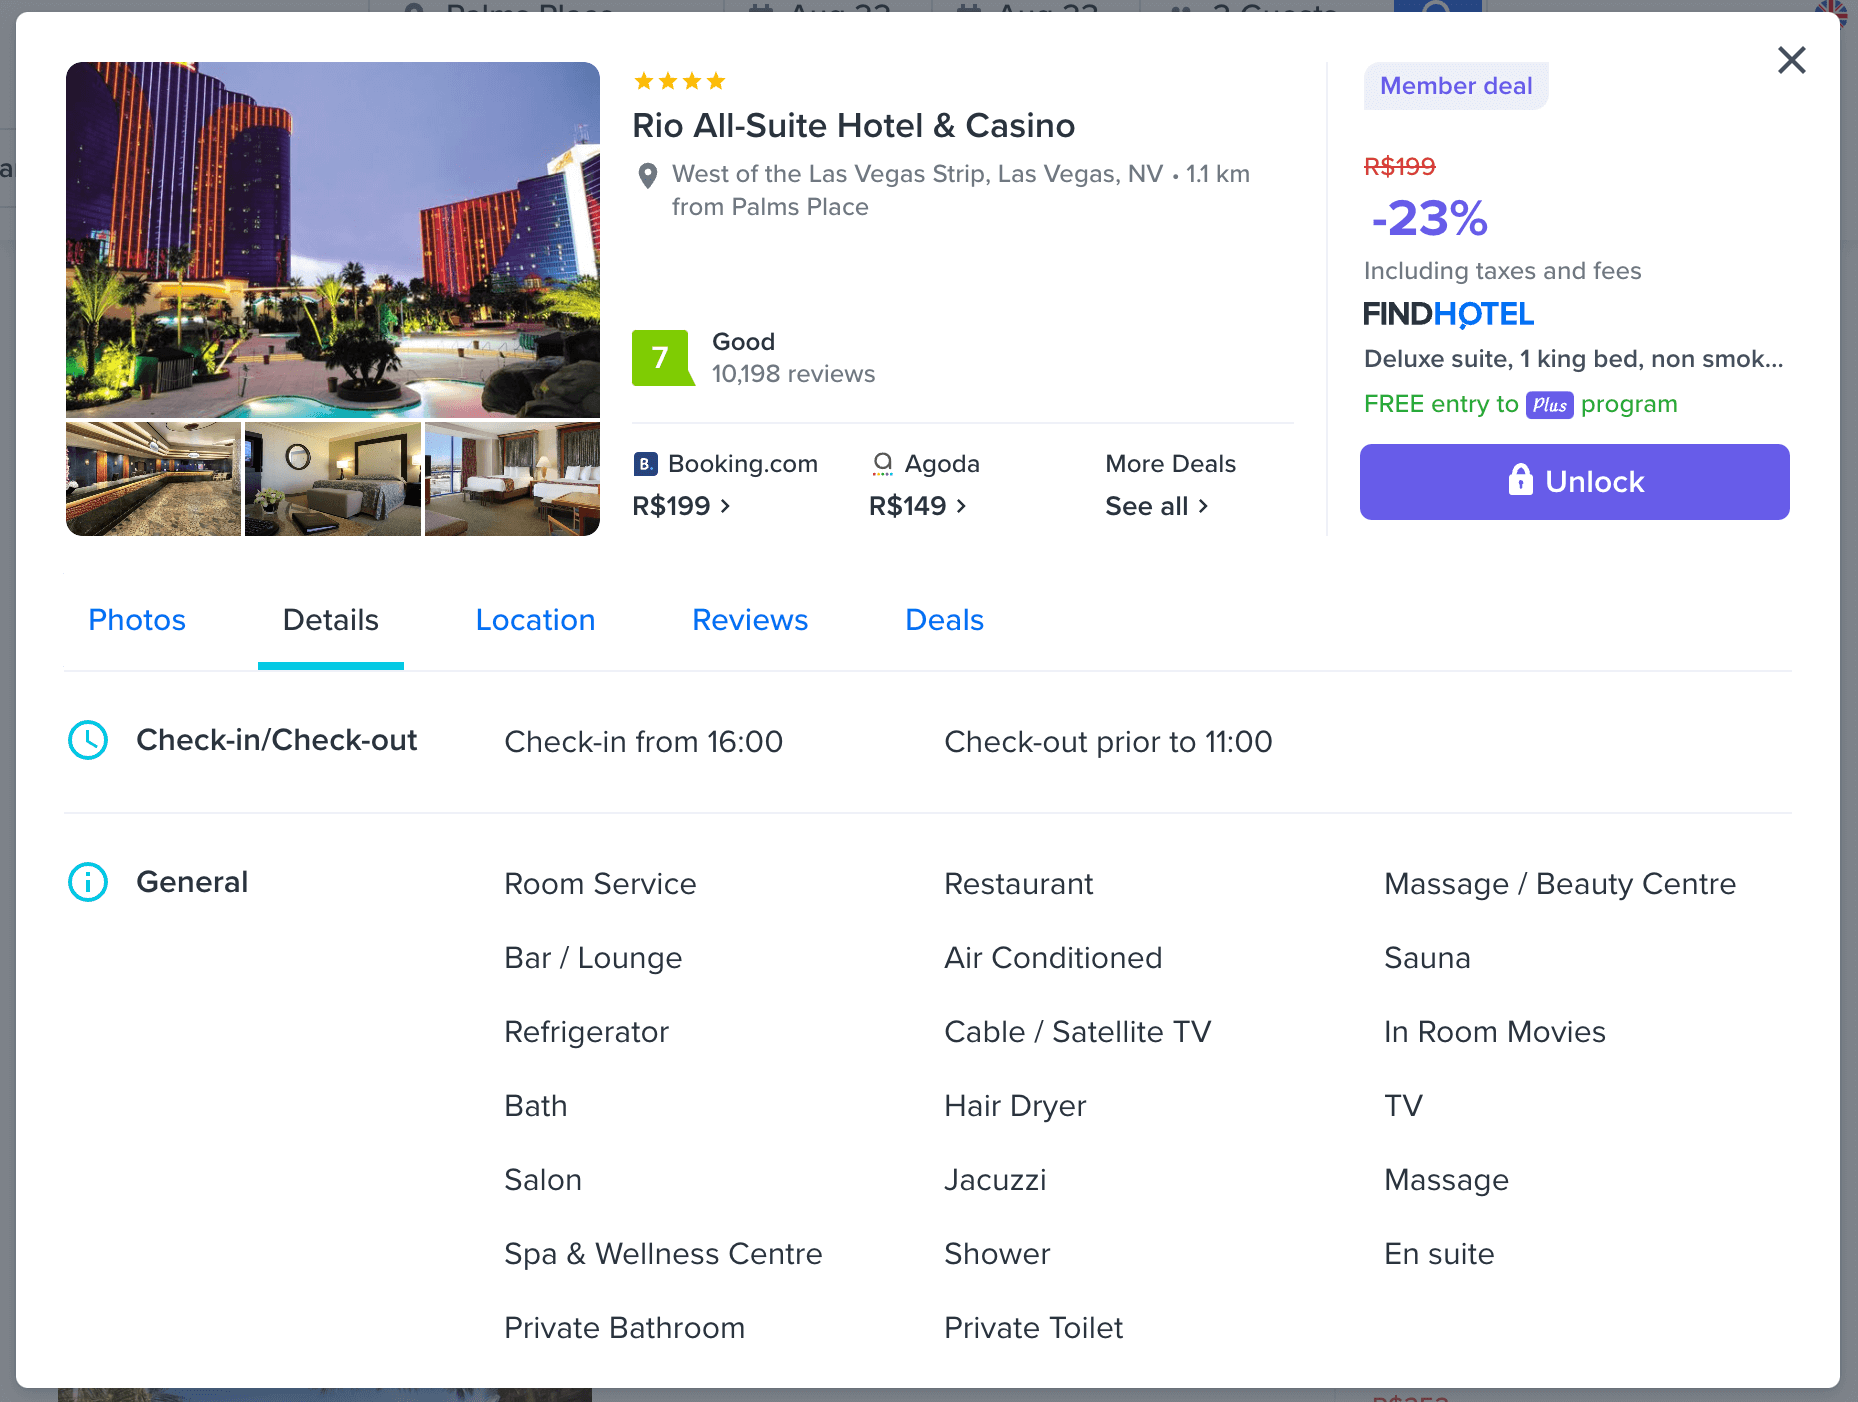 Rio All-Suite Hotel & Casino
West of the Las Vegas Strip, Las Vegas, NV • 1.1 km
from Palms Place
7
Good
10,198 reviews
B. Booking.com
R$199
Agoda
R$149
More Deals
See all
Member deal
R$199
-23%
Including taxes and fees
FINDHOTEL
Deluxe suite, 1 king bed, non smok...
FREE entry to Plus program
Unlock
Photos
Details
Location
Reviews
Deals
Check-in/Check-out
Check-in from 16:00
Check-out prior to 11:00
General
Room Service
Restaurant
Massage / Beauty Centre
Bar / Lounge
Air Conditioned
Sauna
Refrigerator
Cable / Satellite TV
In Room Movies
Bath
Hair Dryer
TV
Salon
Jacuzzi
Massage
Spa & Wellness Centre
Shower
En suite
Private Bathroom
Private Toilet